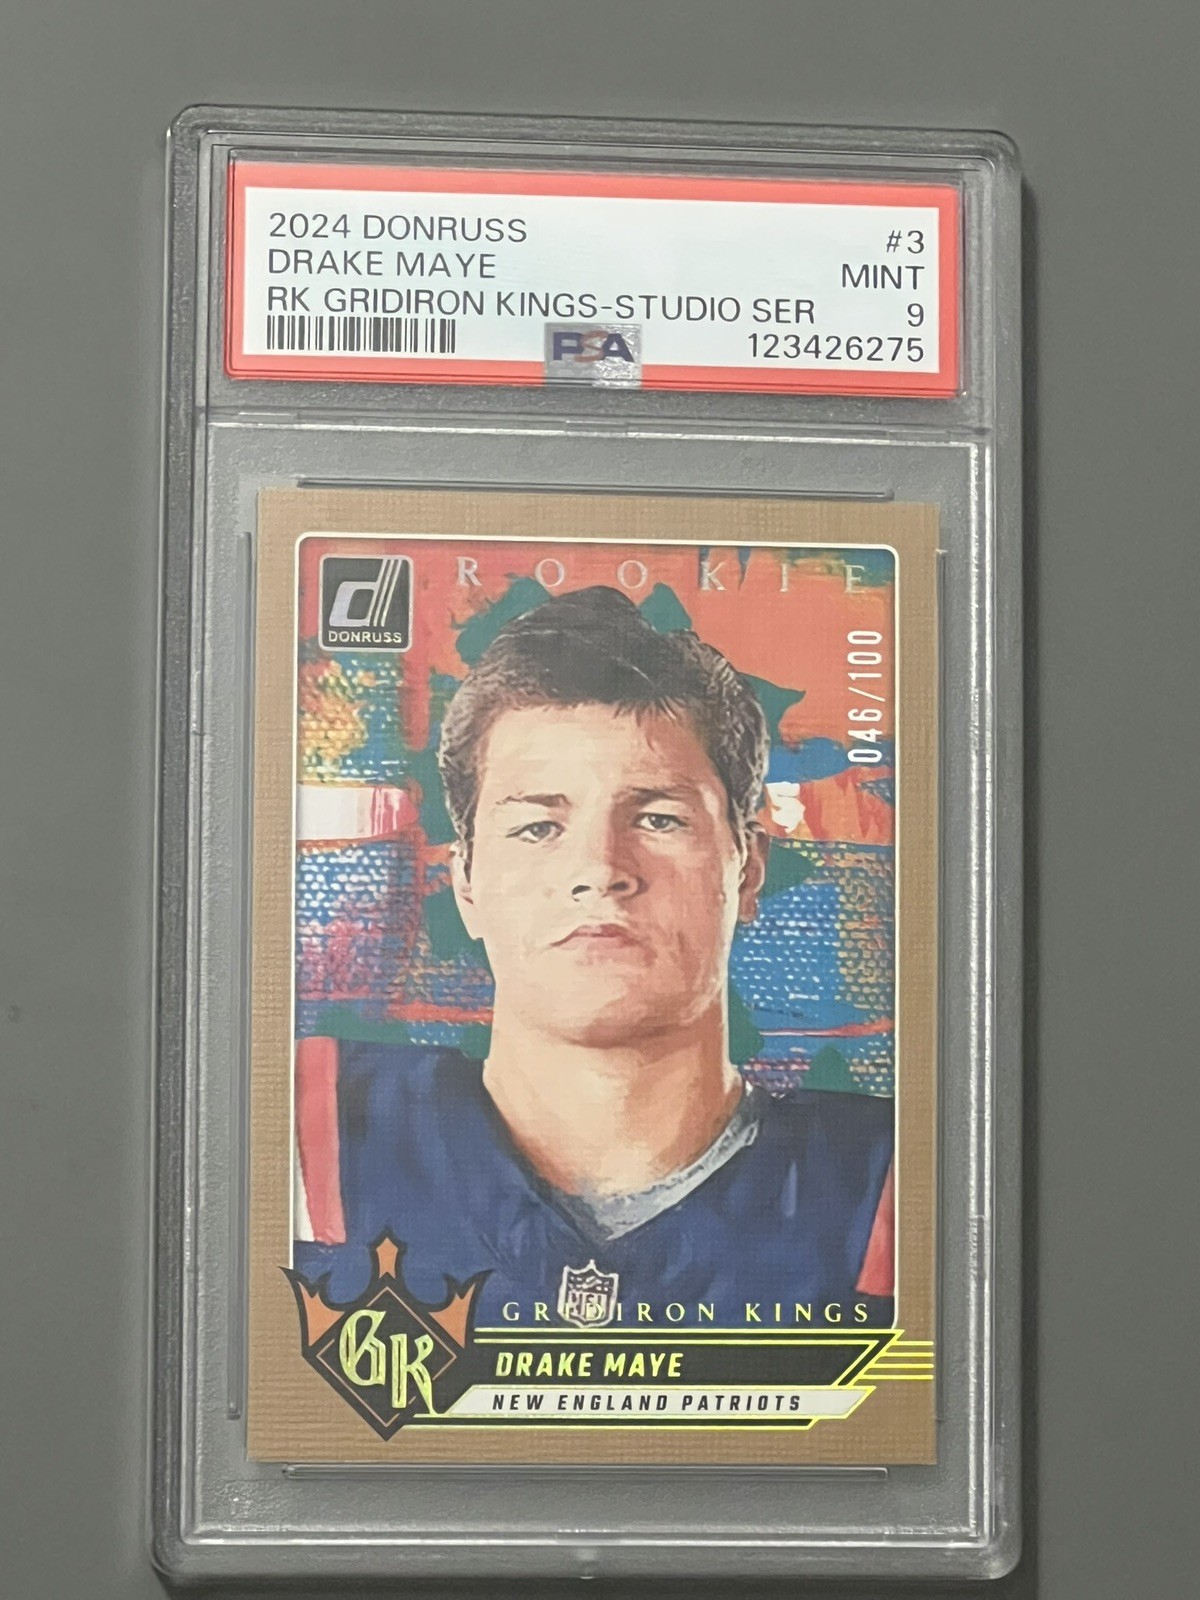 2024 DONRUSS #3
DRAKE MAYE MINT
RK GRIDIRON KINGS-STUDIO SER 9
PSA 123426275
ROOKIE
d
DONRUSS
046/100
NFL
GRIDIRON KINGS
GK
DRAKE MAYE
NEW ENGLAND PATRIOTS